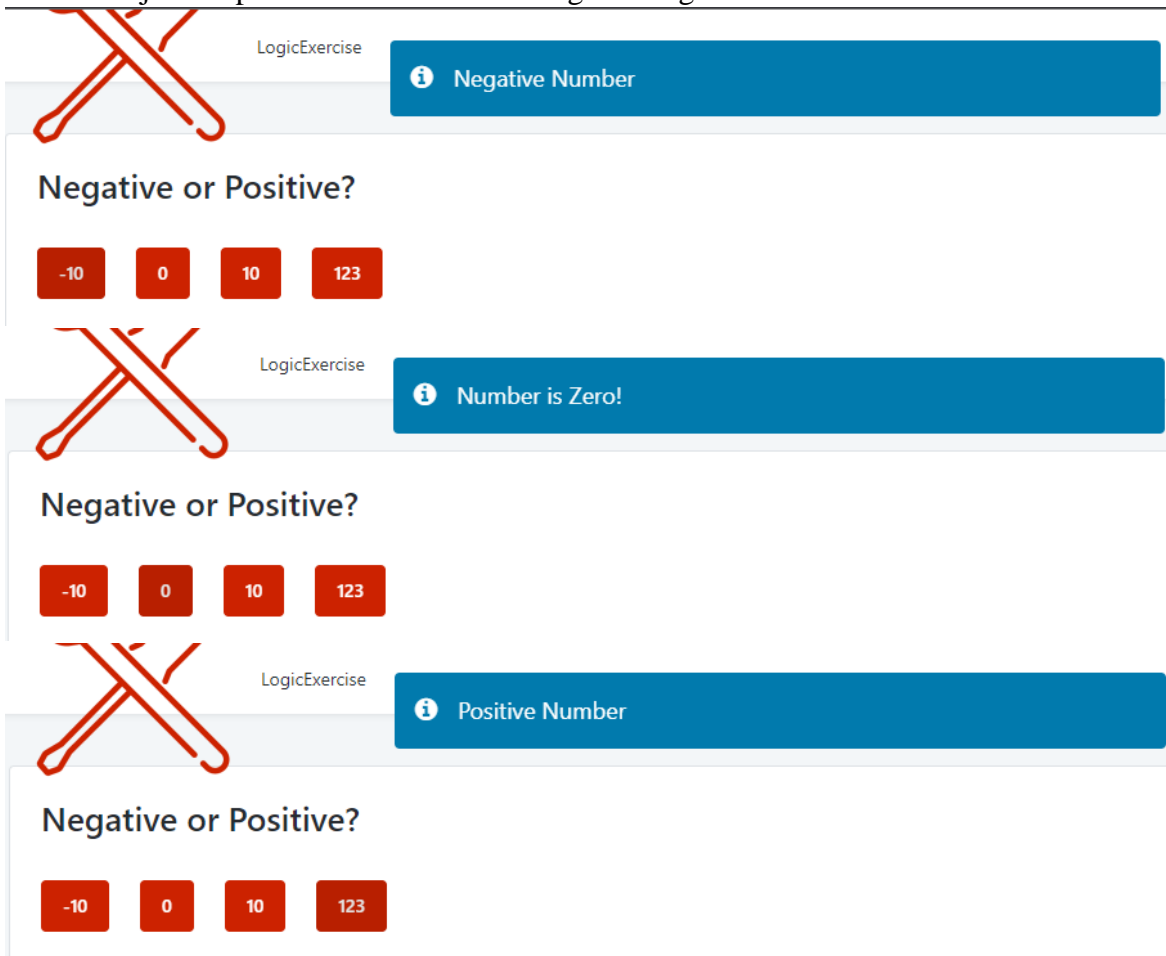 LogicExercise
Negative Number
Negative or Positive?
-10 0 10 123
LogicExercise
Number is Zero!
Negative or Positive?
-10 0 10 123
LogicExercise
Positive Number
Negative or Positive?
-10 0 10 123